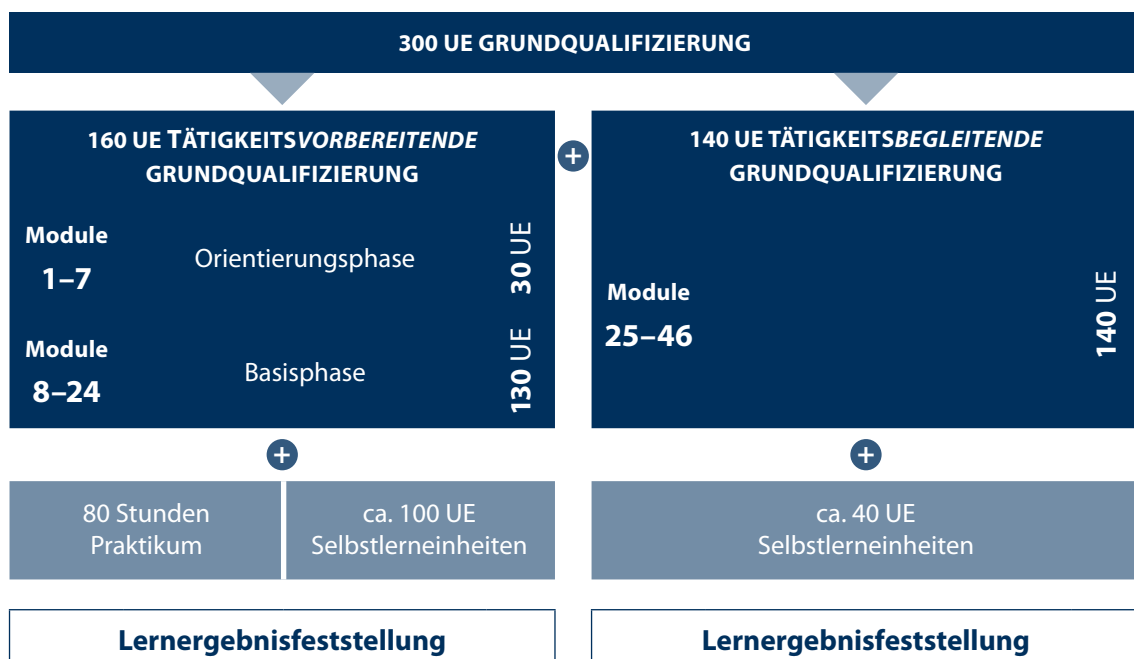 300 UE GRUNDQUALIFIZIERUNG
160 UE TÄTIGKEITSVORBEREITENDE
GRUNDQUALIFIZIERUNG
Module
1–7
Orientierungsphase
30 UE
Module
8–24
Basisphase
130 UE
+
140 UE TÄTIGKEITSBEGLEITENDE
GRUNDQUALIFIZIERUNG
Module
25–46
140 UE
+
80 Stunden
Praktikum
ca. 100 UE
Selbstlerneinheiten
+
ca. 40 UE
Selbstlerneinheiten
Lernergebnisfeststellung
Lernergebnisfeststellung